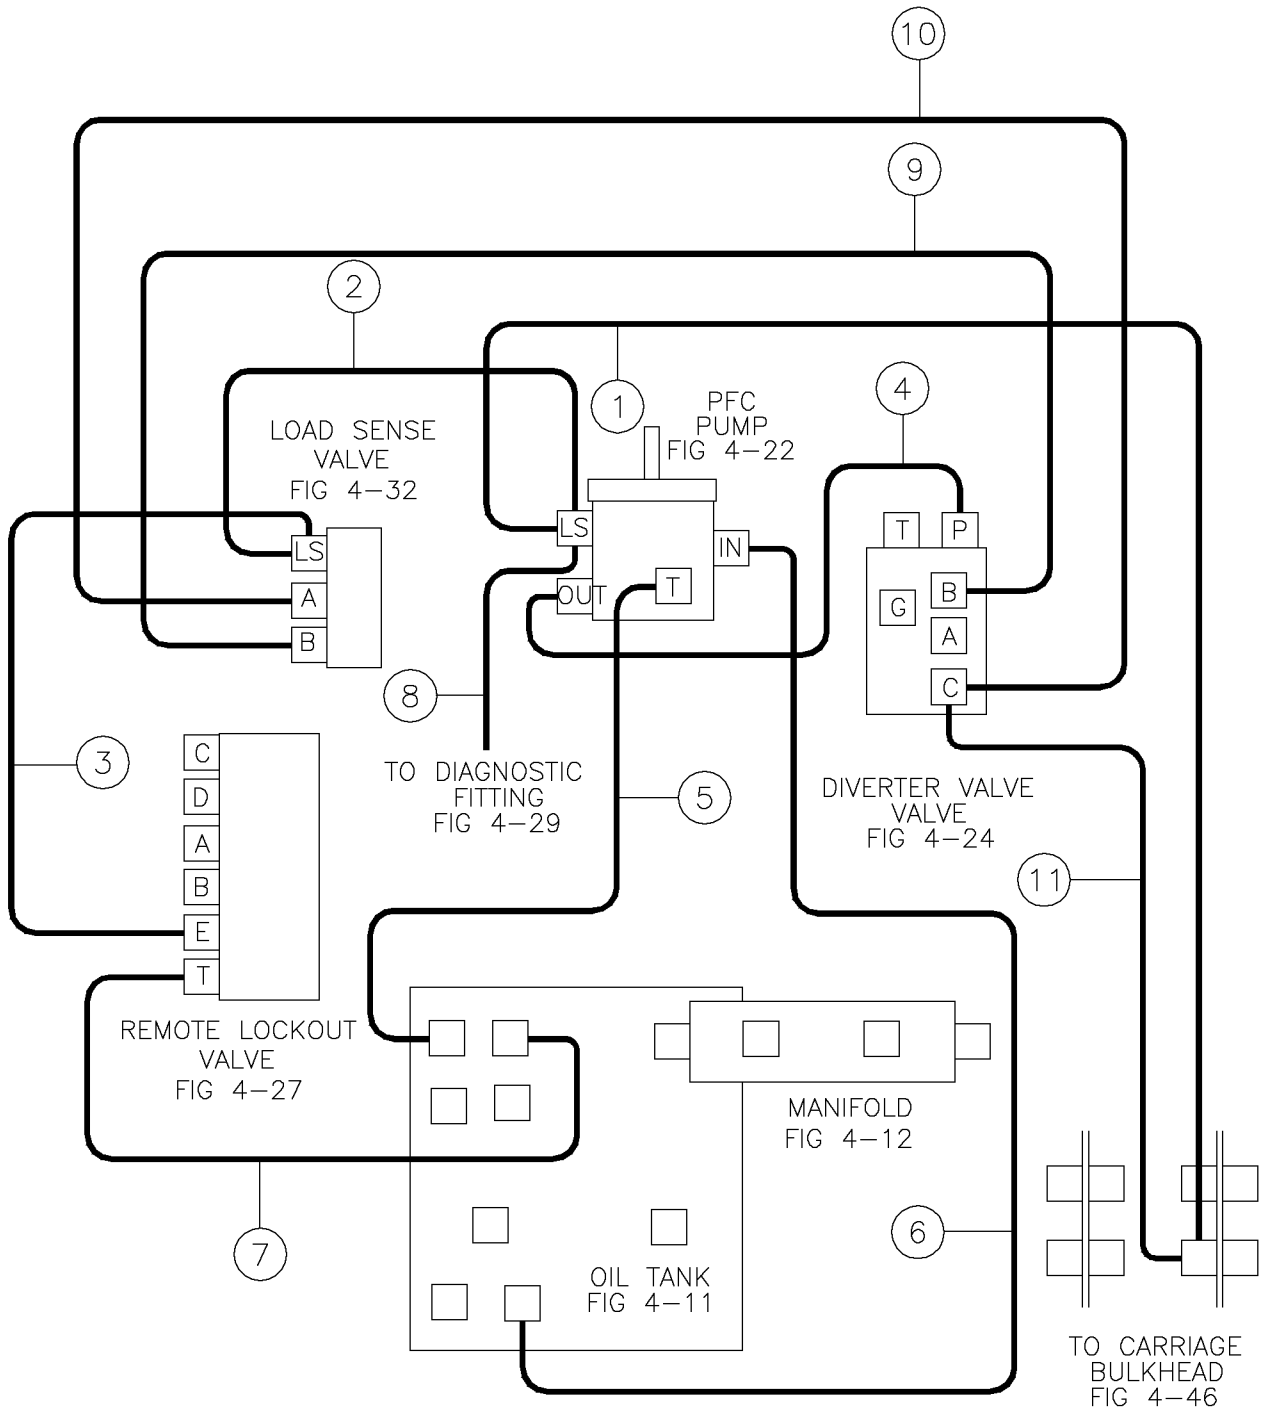 10
9
2
1
4
PFC
PUMP
FIG 4-22
LOAD SENSE
VALVE
FIG 4-32
LS
A
B
LS
OUT
T
IN
T
P
G
B
A
C
8
3
C
D
A
B
E
T
TO DIAGNOSTIC
FITTING
FIG 4-29
5
DIVERTER VALVE
VALVE
FIG 4-24
11
REMOTE LOCKOUT
VALVE
FIG 4-27
MANIFOLD
FIG 4-12
7
6
OIL TANK
FIG 4-11
TO CARRIAGE
BULKHEAD
FIG 4-46